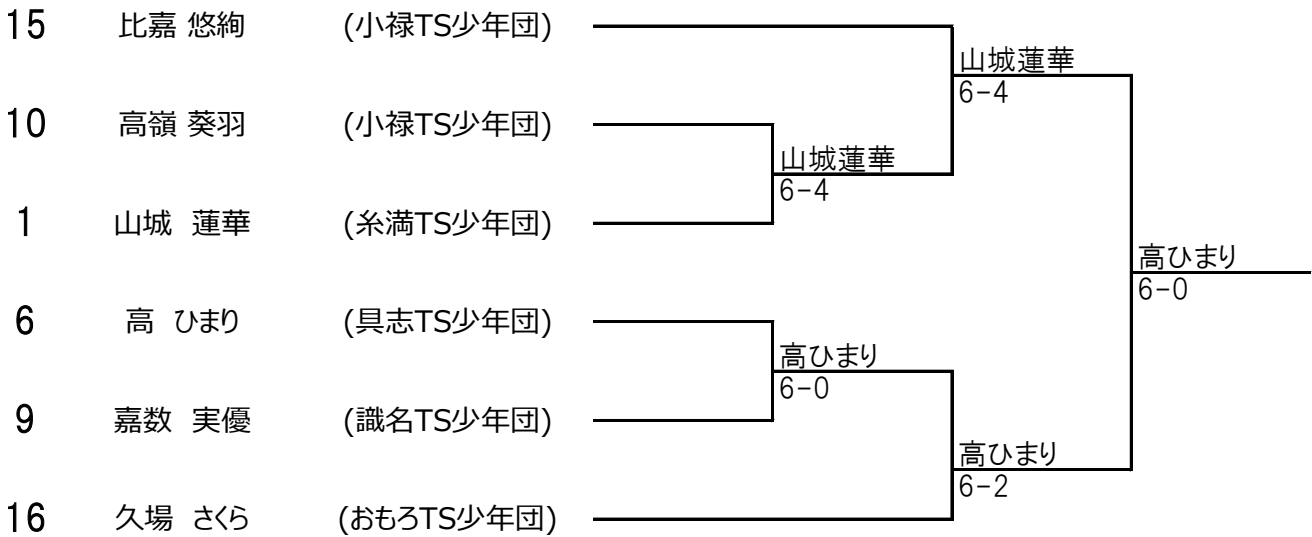 15 比嘉 悠絢 (小禄TS少年団)
山城蓮華
6-4
10 高嶺 葵羽 (小禄TS少年団)
山城蓮華
6-4
1 山城 蓮華 (糸満TS少年団)
高ひまり
6-0
6 高 ひまり (具志TS少年団)
高ひまり
6-0
9 嘉数 実優 (識名TS少年団)
高ひまり
6-2
16 久場 さくら (おもろTS少年団)